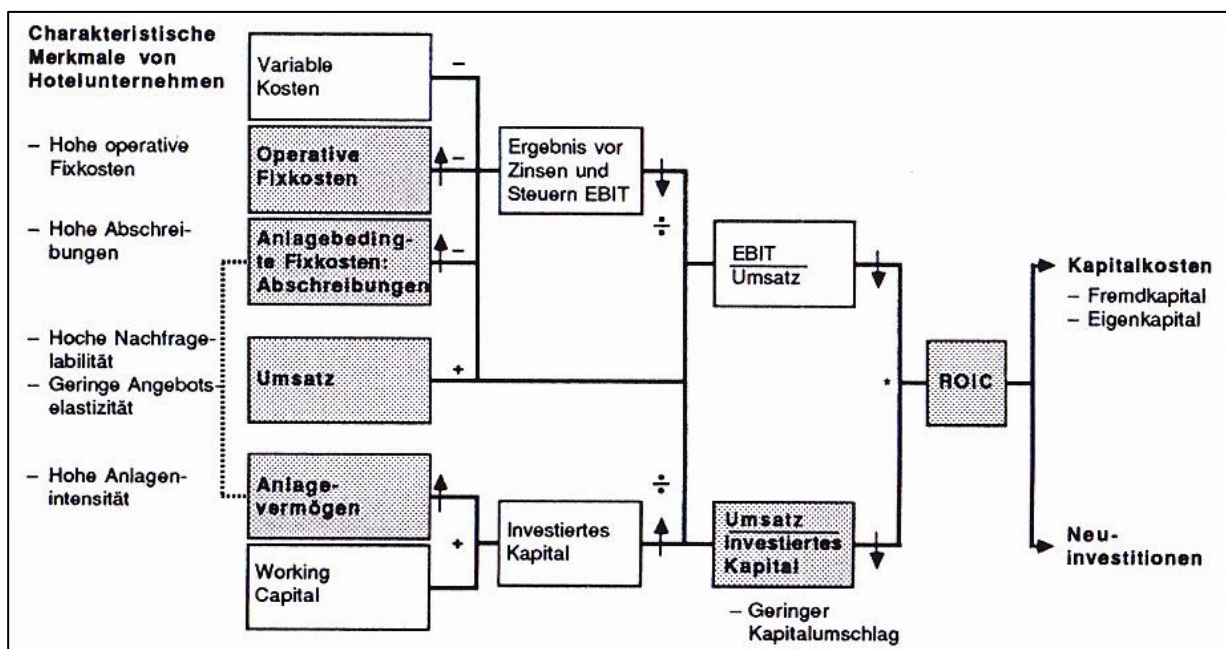 Charakteristische
Merkmale von
Hotelunternehmen
– Hohe operative
Fixkosten
– Hohe Abschrei-
bungen
– Hoche Nachfrage-
labilität
– Geringe Angebots-
elastizität
– Hohe Anlagen-
intensität
Variable
Kosten
–
Operative
Fixkosten
–
Anlagebeding-
te Fixkosten:
Abschreibungen
–
Umsatz
+
Anlage-
vermögen
+
Working
Capital
Ergebnis vor
Zinsen und
Steuern EBIT
÷
Investiertes
Kapital
÷
EBIT
Umsatz
*
Umsatz
Investiertes
Kapital
– Geringer
Kapitalumschlag
ROIC
Kapitalkosten
– Fremdkapital
– Eigenkapital
Neu-
investitionen